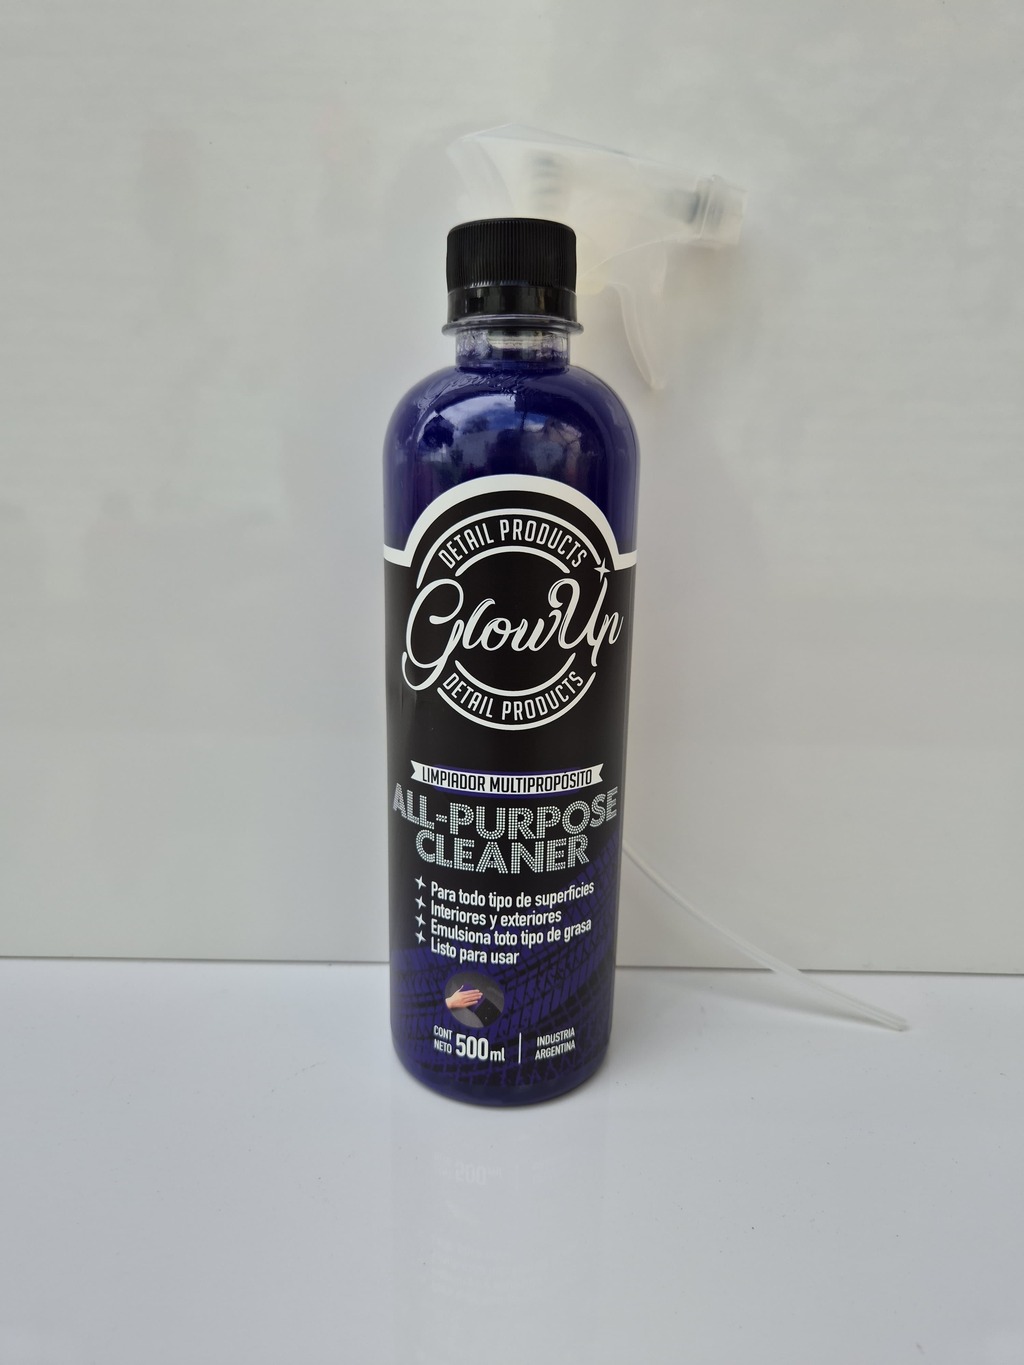 DETAIL PRODUCTS
GlowUp
DETAIL PRODUCTS
LIMPIADOR MULTIPROPÓSITO
ALL-PURPOSE
CLEANER
Para todo tipo de superficies
Interiores y exteriores
Emulsiona toto tipo de grasa
Listo para usar
CONT NETO 500ml
INDUSTRIA ARGENTINA